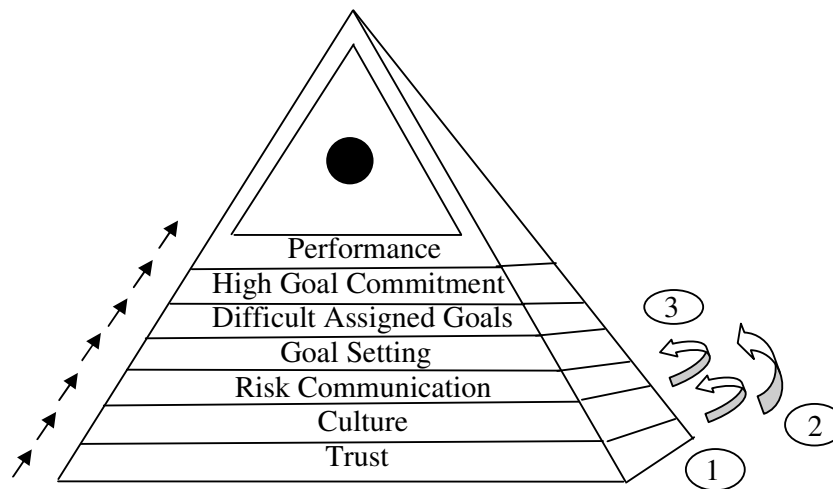 Performance
High Goal Commitment
Difficult Assigned Goals
Goal Setting
Risk Communication
Culture
Trust
3
2
1